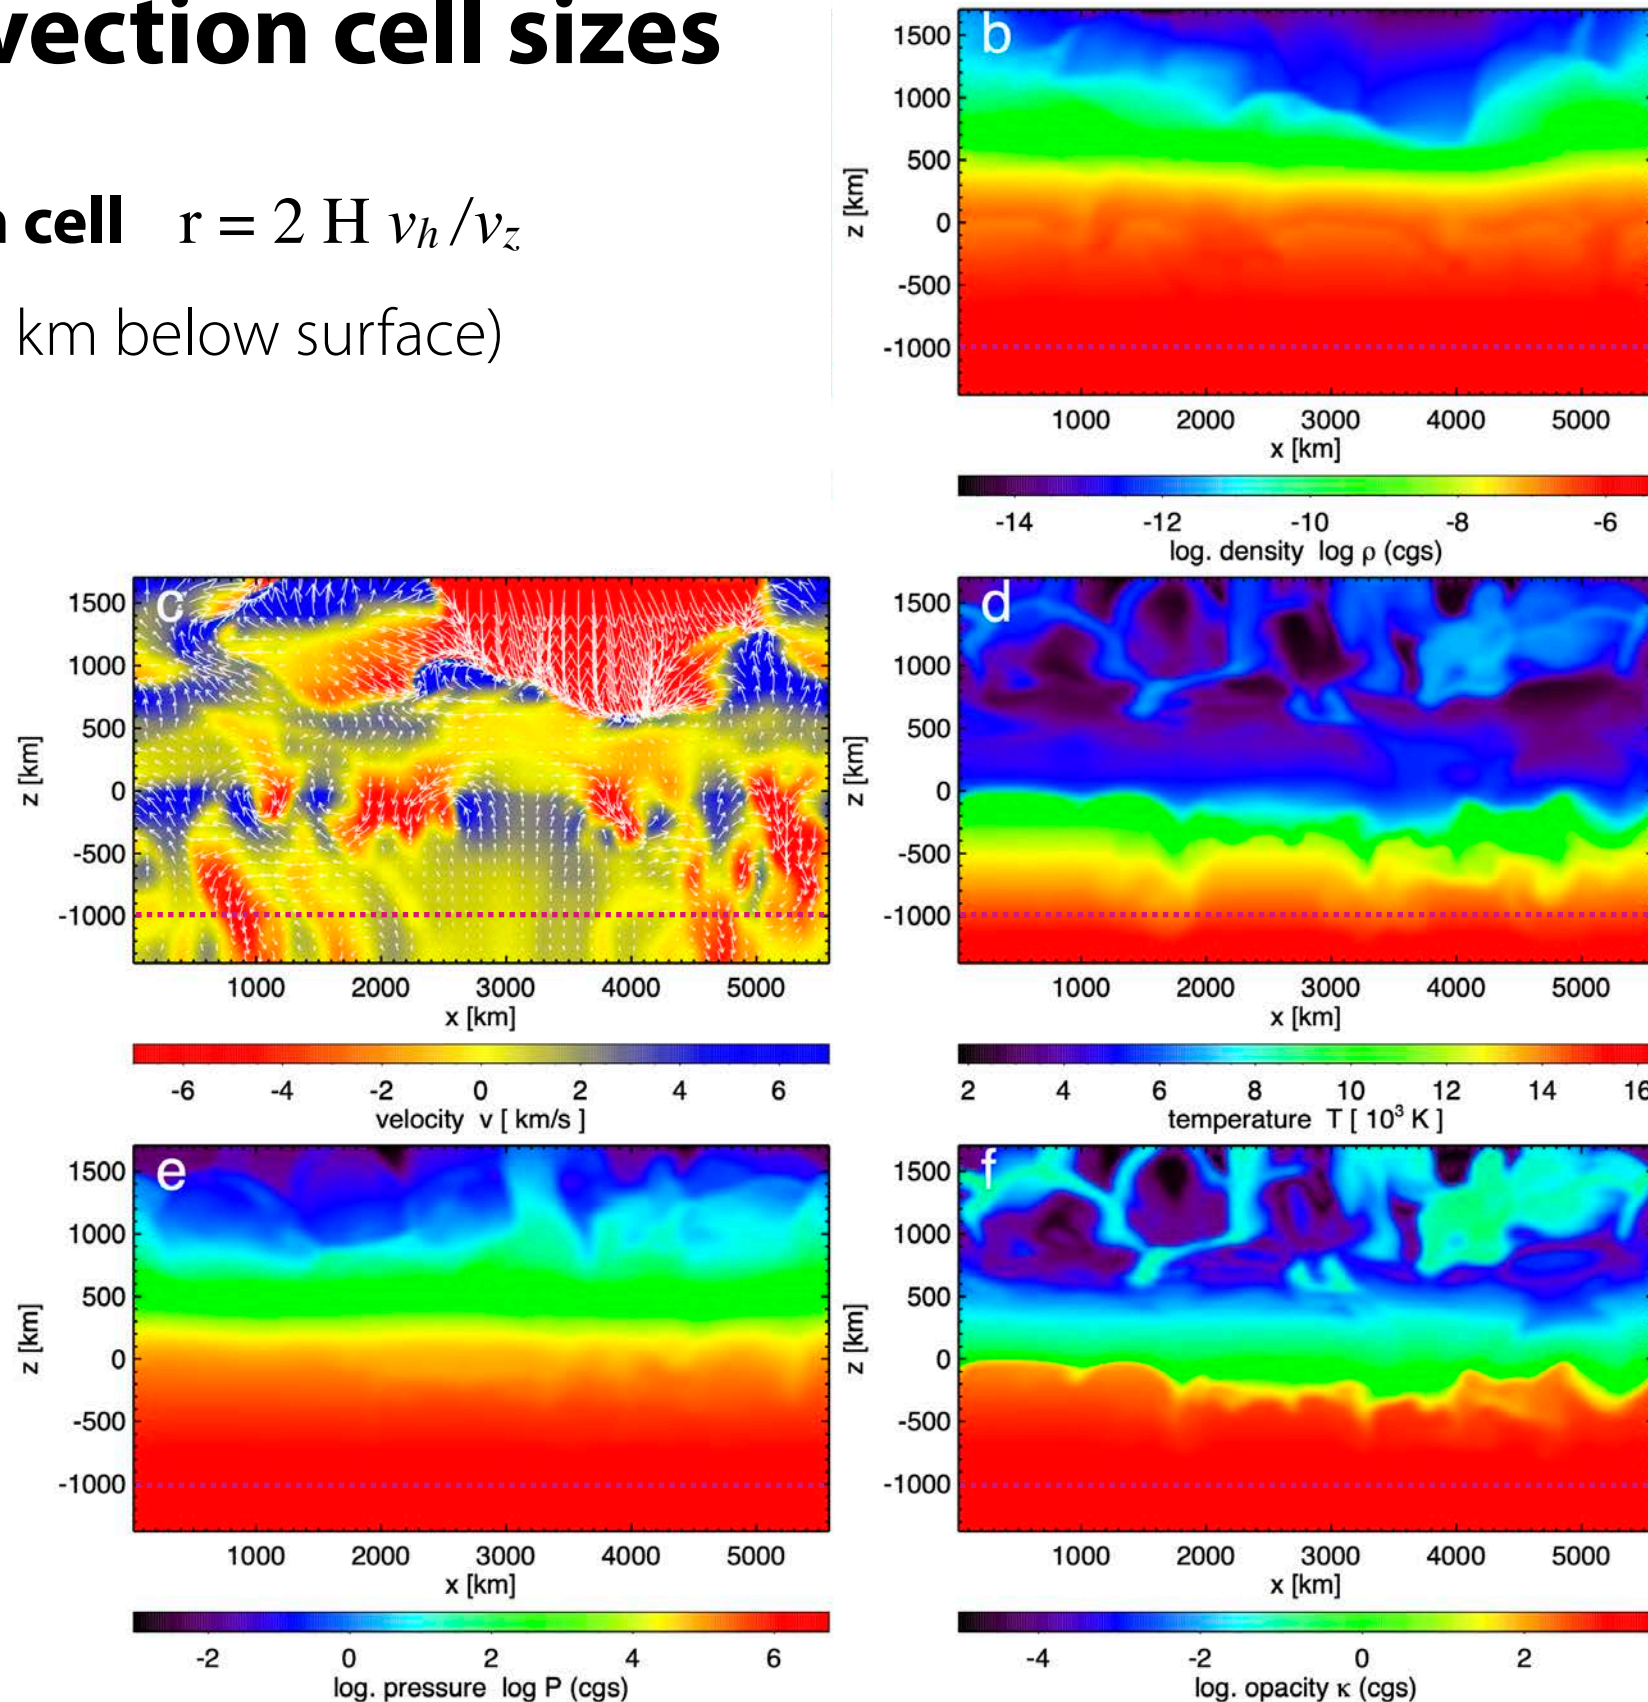 vection cell sizes
n cell r = 2 H vh/vz
km below surface)
b
1500
1000
500
0
-500
-1000
z [km]
1000 2000 3000 4000 5000
x [km]
-14 -12 -10 -8 -6
log. density log ρ (cgs)
c
1500
1000
500
0
-500
-1000
z [km]
1000 2000 3000 4000 5000
x [km]
-6 -4 -2 0 2 4 6
velocity v [ km/s ]
d
1500
1000
500
0
-500
-1000
z [km]
1000 2000 3000 4000 5000
x [km]
2 4 6 8 10 12 14 16
temperature T [ 10³ K ]
e
1500
1000
500
0
-500
-1000
z [km]
1000 2000 3000 4000 5000
x [km]
-2 0 2 4 6
log. pressure log P (cgs)
f
1500
1000
500
0
-500
-1000
z [km]
1000 2000 3000 4000 5000
x [km]
-4 -2 0 2
log. opacity κ (cgs)